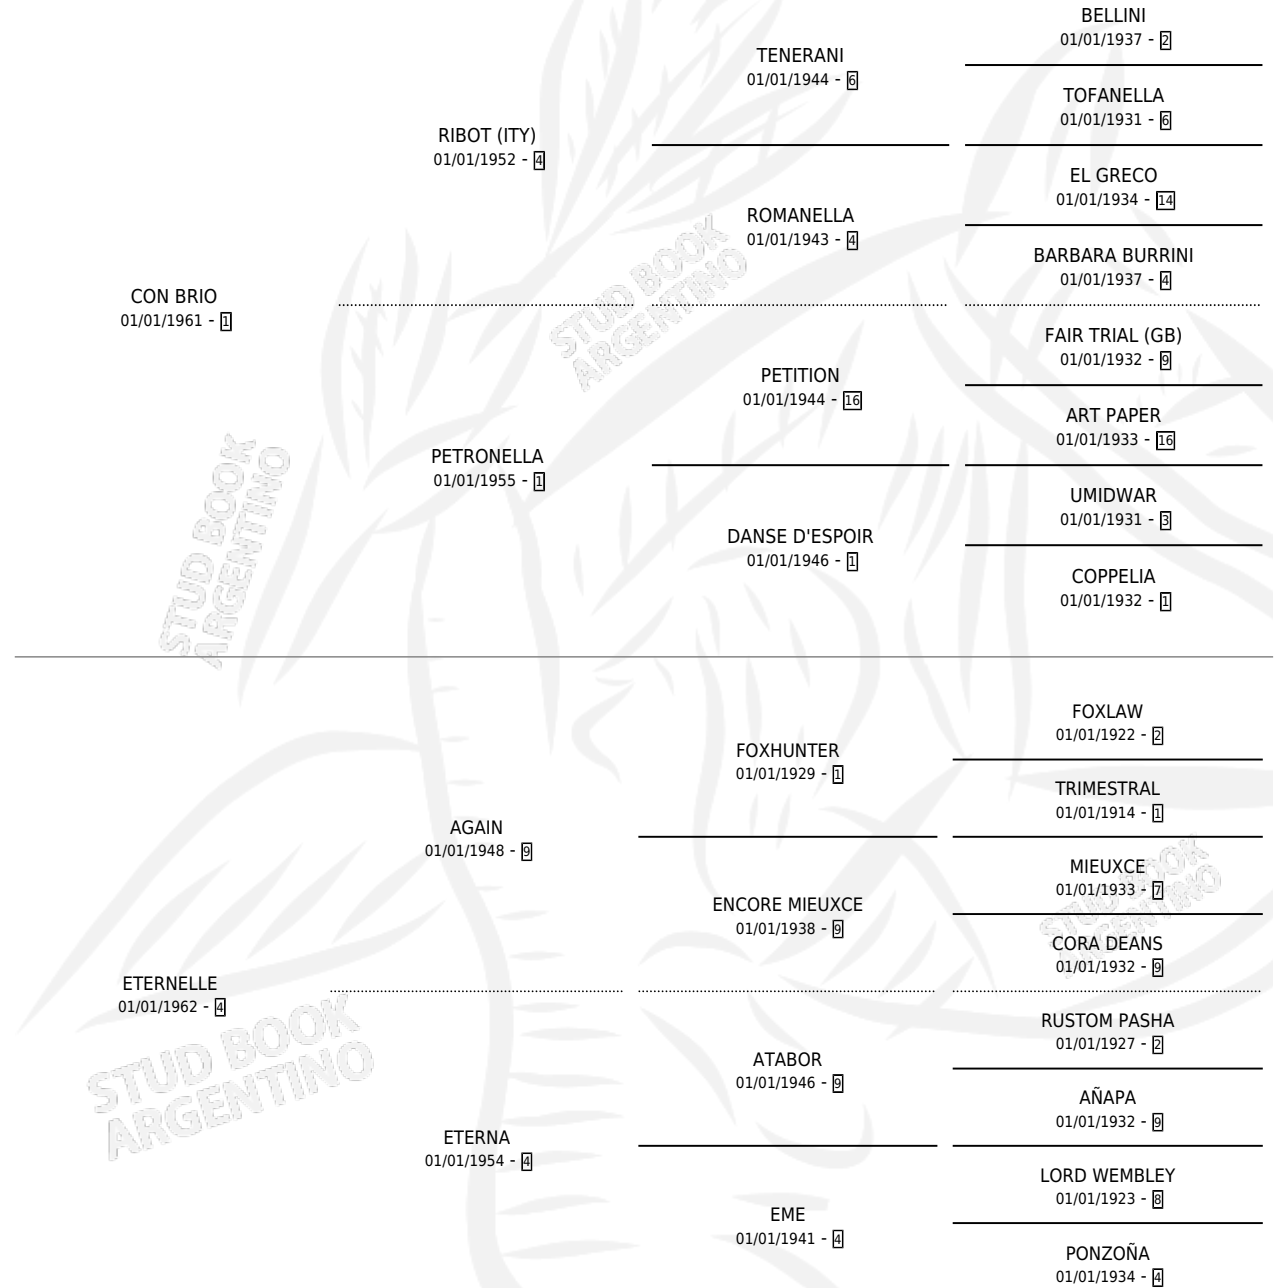 BELLINI
01/01/1937 - 2
TENERANI
01/01/1944 - 6
TOFANELLA
01/01/1931 - 6
RIBOT (ITY)
01/01/1952 - 4
EL GRECO
01/01/1934 - 14
ROMANELLA
01/01/1943 - 4
BARBARA BURRINI
01/01/1937 - 4
CON BRIO
01/01/1961 - 1
STUD BOOK
ARGENTINO
FAIR TRIAL (GB)
01/01/1932 - 9
PETITION
01/01/1944 - 16
ART PAPER
01/01/1933 - 16
PETRONELLA
01/01/1955 - 1
UMIDWAR
01/01/1931 - 3
DANSE D'ESPOIR
01/01/1946 - 1
COPPELIA
01/01/1932 - 1
STUD BOOK
ARGENTINO
FOXLAW
01/01/1922 - 2
FOXHUNTER
01/01/1929 - 1
TRIMESTRAL
01/01/1914 - 1
AGAIN
01/01/1948 - 9
MIEUXCE
01/01/1933 - 7
ENCORE MIEUXCE
01/01/1938 - 9
STUD BOOK
ARGENTINO
CORA DEANS
01/01/1932 - 9
ETERNELLE
01/01/1962 - 4
RUSTOM PASHA
01/01/1927 - 2
ATABOR
01/01/1946 - 9
STUD BOOK
ARGENTINO
AÑAPA
01/01/1932 - 9
ETERNA
01/01/1954 - 4
LORD WEMBLEY
01/01/1923 - 8
EME
01/01/1941 - 4
PONZOÑA
01/01/1934 - 4